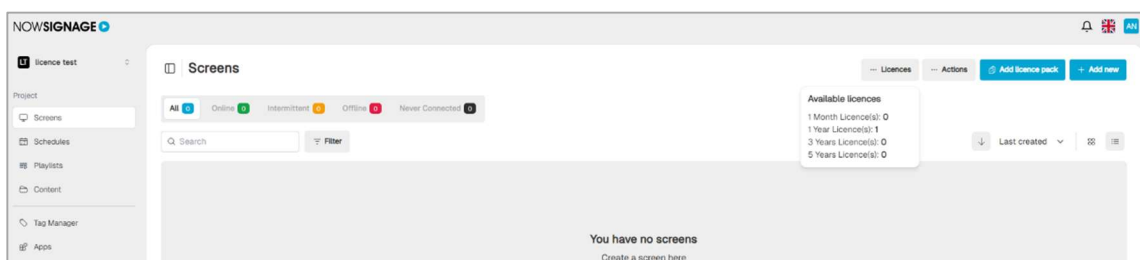 NOWSIGNAGE
AN
LT licence test
Screens
··· Licences ··· Actions Add licence pack + Add new
Project
Screens
Schedules
Playlists
Content
Tag Manager
Apps
All 0 Online 0 Intermittent 0 Offline 0 Never Connected 0
Available licences
1 Month Licence(s): 0
1 Year Licence(s): 1
3 Years Licence(s): 0
5 Years Licence(s): 0
Search Filter
Last created
You have no screens
Create a screen here